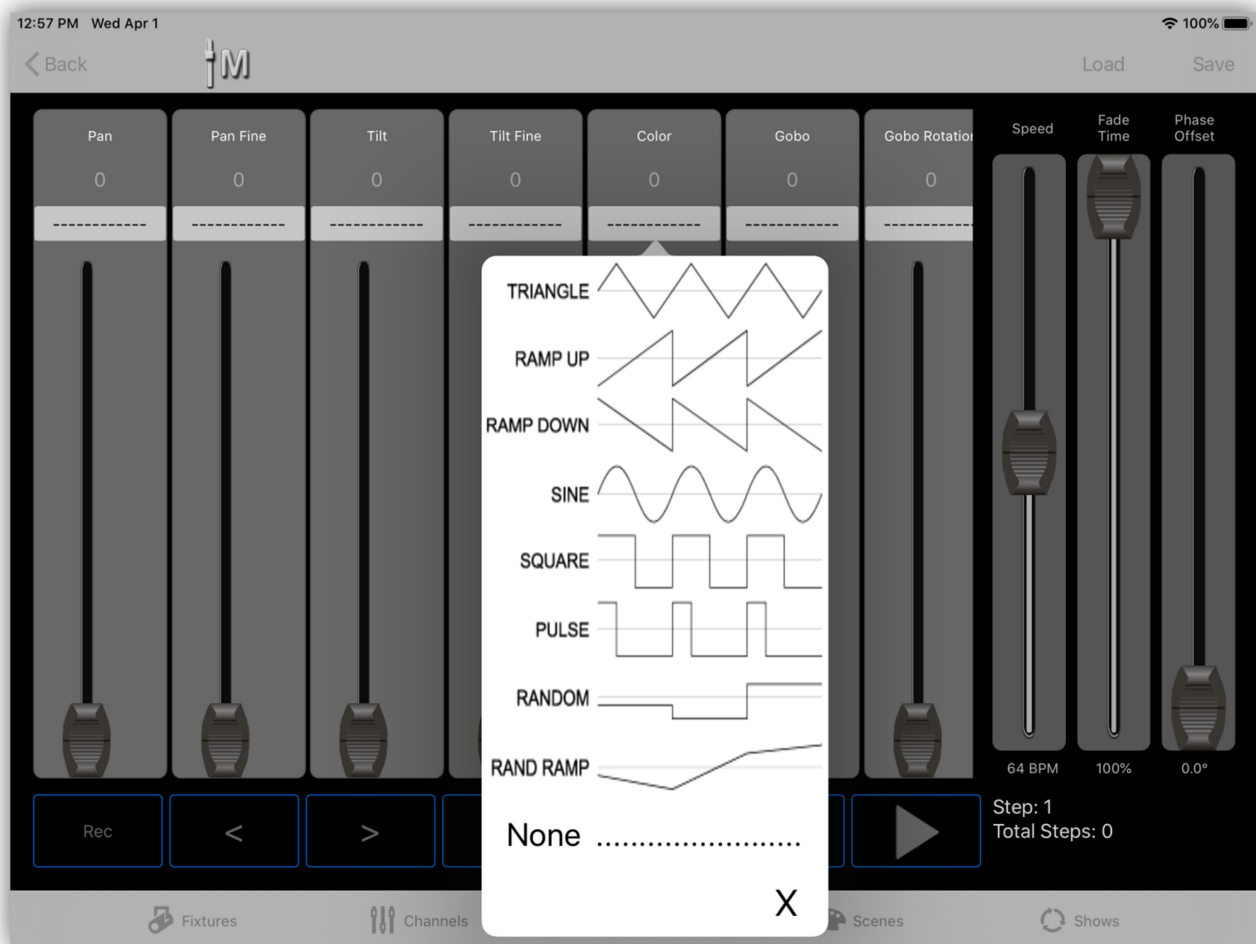 12:57 PM Wed Apr 1
100%
Back
M
Load
Save
Pan
Pan Fine
Tilt
Tilt Fine
Color
Gobo
Gobo Rotation
0
0
0
0
0
0
0
------------
------------
------------
------------
------------
------------
------------
Speed
Fade
Time
Phase
Offset
TRIANGLE
RAMP UP
RAMP DOWN
SINE
SQUARE
PULSE
RANDOM
RAND RAMP
None ........................
X
64 BPM
100%
0.0°
Rec
<
>
Step: 1
Total Steps: 0
Fixtures
Channels
Scenes
Shows